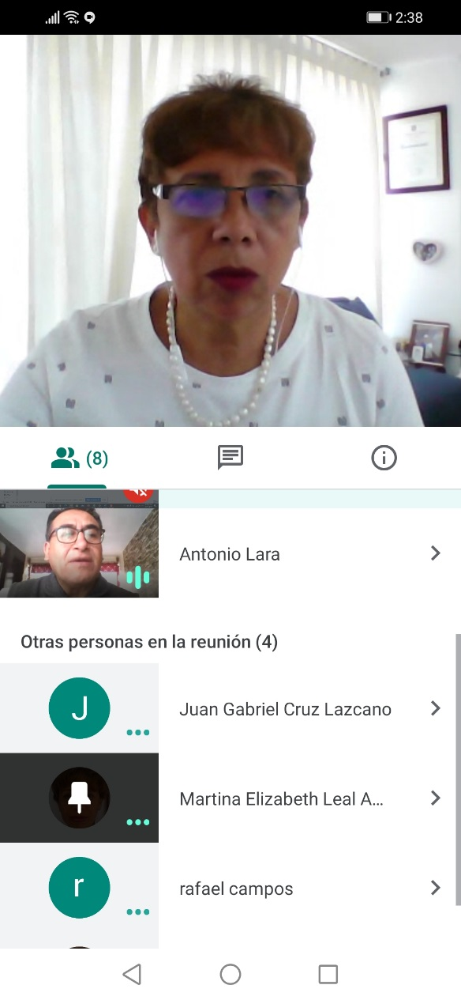 2:38
(8)
Antonio Lara
Otras personas en la reunión (4)
J
Juan Gabriel Cruz Lazcano
Martina Elizabeth Leal A...
r
rafael campos